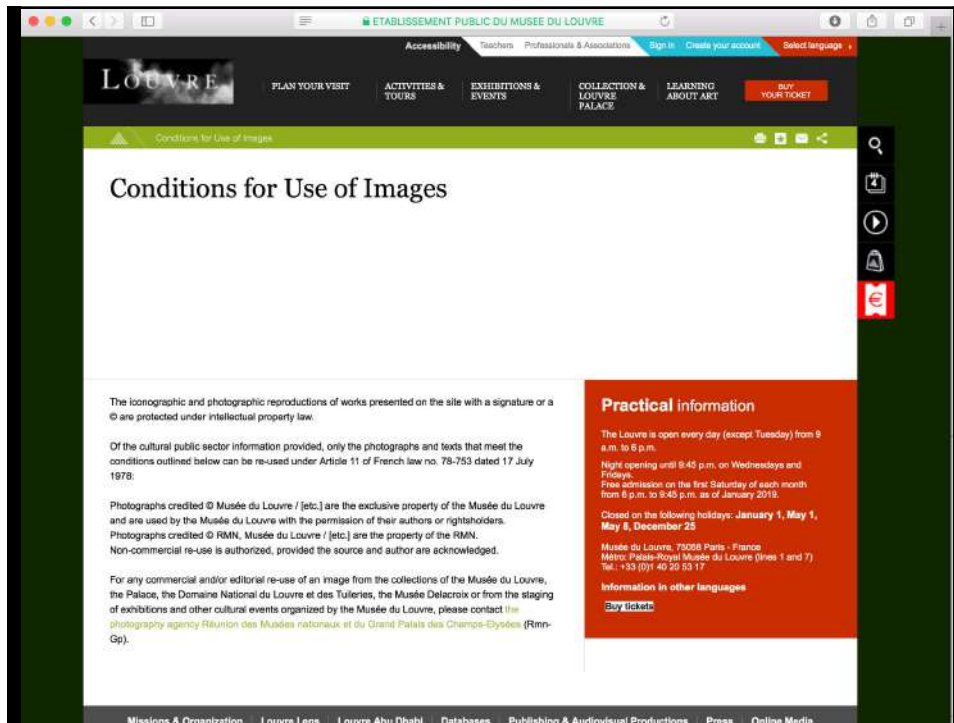 ETABLISSEMENT PUBLIC DU MUSEE DU LOUVRE
Accessibility Teachers Professionals & Associations Sign in Create your account Select language
LOUVRE
PLAN YOUR VISIT
ACTIVITIES &
TOURS
EXHIBITIONS &
EVENTS
COLLECTION &
LOUVRE
PALACE
LEARNING
ABOUT ART
BUY
YOUR TICKET
Conditions for Use of Images
4
Conditions for Use of Images
€
The iconographic and photographic reproductions of works presented on the site with a signature or a
© are protected under intellectual property law.
Of the cultural public sector information provided, only the photographs and texts that meet the
conditions outlined below can be re-used under Article 11 of French law no. 78-753 dated 17 July
1978:
Photographs credited © Musée du Louvre / [etc.] are the exclusive property of the Musée du Louvre
and are used by the Musée du Louvre with the permission of their authors or rightsholders.
Photographs credited © RMN, Musée du Louvre / [etc.] are the property of the RMN.
Non-commercial re-use is authorized, provided the source and author are acknowledged.
For any commercial and/or editorial re-use of an image from the collections of the Musée du Louvre,
the Palace, the Domaine National du Louvre et des Tuileries, the Musée Delacroix or from the staging
of exhibitions and other cultural events organized by the Musée du Louvre, please contact the
photography agency Réunion des Musées nationaux et du Grand Palais des Champs-Elysées (Rmn-
Gp).
Practical information
The Louvre is open every day (except Tuesday) from 9
a.m. to 6 p.m.
Night opening until 9:45 p.m. on Wednesdays and
Fridays.
Free admission on the first Saturday of each month
from 6 p.m. to 9:45 p.m. as of January 2019.
Closed on the following holidays: January 1, May 1,
May 8, December 25
Musée du Louvre, 75058 Paris - France
Métro: Palais-Royal Musée du Louvre (lines 1 and 7)
Tel.: +33 (0)1 40 20 53 17
Information in other languages
Buy tickets
Missions & Organization Louvre Lens Louvre Abu Dhabi Databases Publishing & Audiovisual Productions Press Online Media